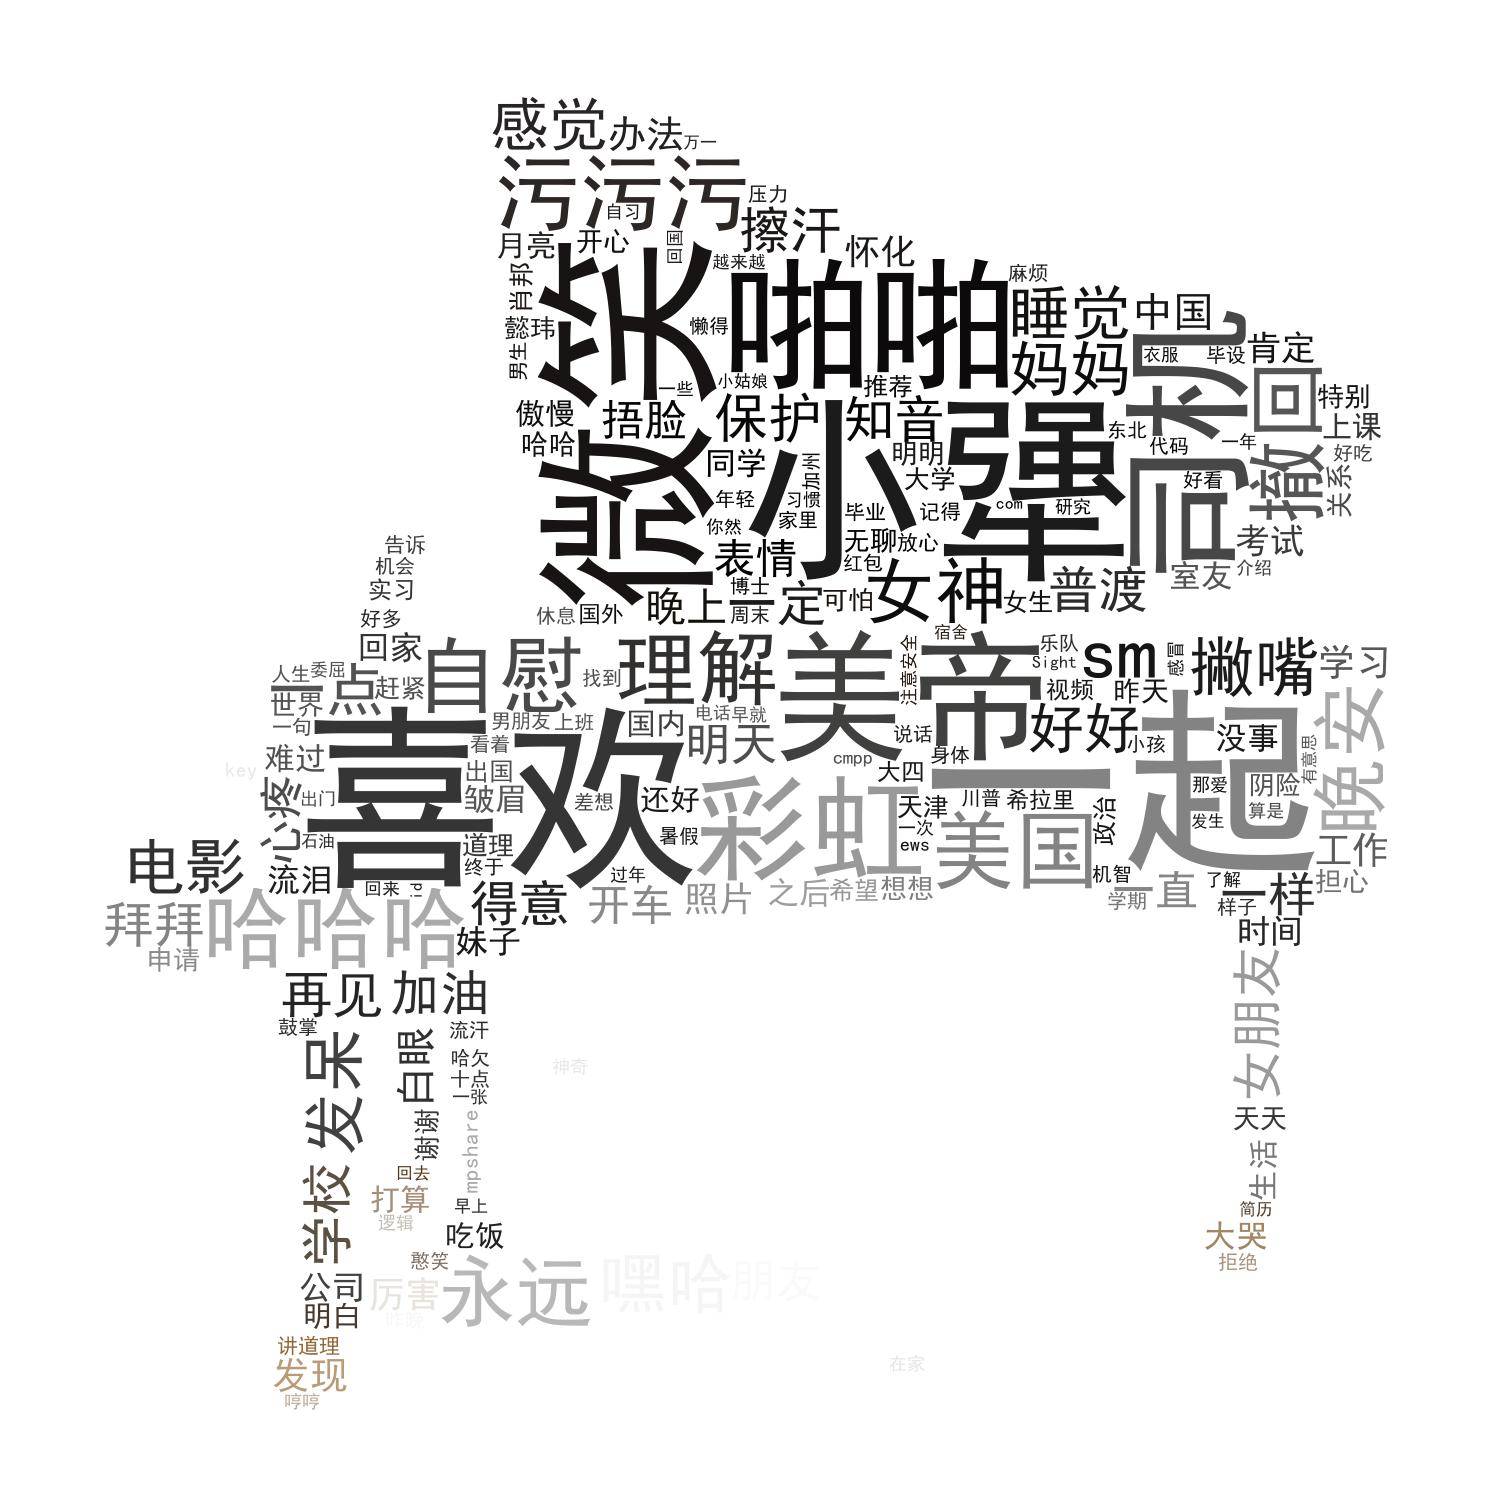 感觉
办法
万一
污污污
压力
自习
擦汗
月亮
开心
回国
怀化
越来越
麻烦
肖邦
微笑
啪啪
睡觉
中国
懿玮
懒得
妈妈
司机
衣服
毕设
肯定
男生
一些
小姑娘
推荐
撤回
特别
傲慢
捂脸
保护
知音
小犟
东北
代码
一年
上课
哈哈
同学
加州
明明
大学
好吃
好看
关系
年轻
习惯
毕业
记得
com
研究
你然
家里
告诉
表情
无聊
放心
考试
机会
红包
女神
普渡
室友
介绍
实习
博士
休息
国外
晚上
一定
周末
可怕
女生
好多
回家
自慰
理解
美帝
注意安全
宿舍
乐队
sm
感冒
撇嘴
学习
人生
委屈
一点
赶紧
找到
Sight
视频
昨天
晚安
世界
一句
喜欢
男朋友
上班
国内
电话
早就
明天
说话
好好
小孩
一起
没事
难过
看着
key
出国
cmpp
大四
身体
有意思
心疼
出门
皱眉
差想
还好
彩虹
天津
川普
希拉里
政治
那爱
阴险
算是
石油
道理
暑假
一次
美国
发生
电影
终于
ews
工作
流泪
回来
过年
机智
了解
担心
得意
开车
照片
之后
希望
想想
学期
一直
一样
样子
拜拜
哈哈哈
妹子
时间
申请
再见
加油
女朋友
鼓掌
流汗
发呆
白眼
哈欠
神奇
十点
一张
谢谢
mpshare
天天
学校
回去
生活
打算
早上
简历
逻辑
吃饭
大哭
憨笑
拒绝
公司
厉害
永远
嘿哈
朋友
明白
昨晚
讲道理
发现
在家
哼哼